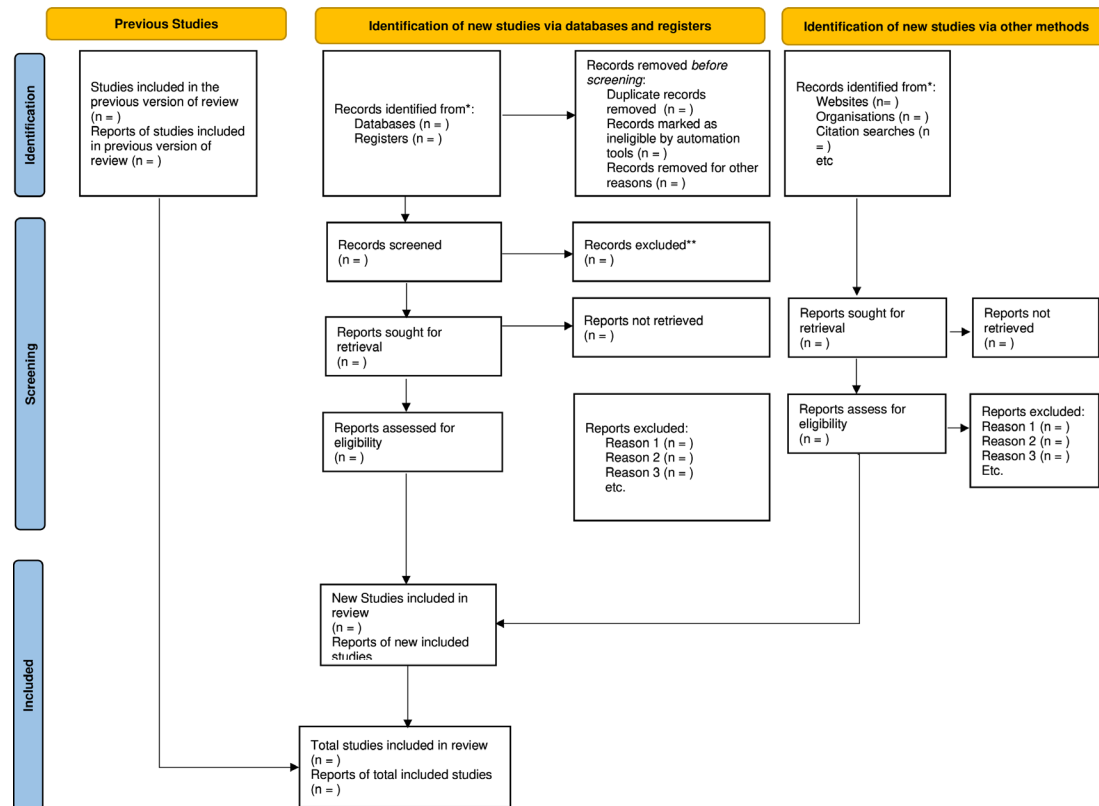 Previous Studies
Identification of new studies via databases and registers
Identification of new studies via other methods
Identification
Studies included in the
previous version of review
(n = )
Reports of studies included
in previous version of
review (n = )
Records identified from*:
Databases (n = )
Registers (n = )
Records removed before
screening:
Duplicate records
removed (n = )
Records marked as
ineligible by automation
tools (n = )
Records removed for other
reasons (n = )
Records identified from*:
Websites (n= )
Organisations (n = )
Citation searches (n
= )
etc
Screening
Records screened
(n = )
Records excluded**
(n = )
Reports sought for
retrieval
(n = )
Reports not retrieved
(n = )
Reports sought for
retrieval
(n = )
Reports not
retrieved
(n = )
Reports assessed for
eligibility
(n = )
Reports excluded:
Reason 1 (n = )
Reason 2 (n = )
Reason 3 (n = )
etc.
Reports assess for
eligibility
(n = )
Reports excluded:
Reason 1 (n = )
Reason 2 (n = )
Reason 3 (n = )
Etc.
Included
New Studies included in
review
(n = )
Reports of new included
studies
Total studies included in review
(n = )
Reports of total included studies
(n = )